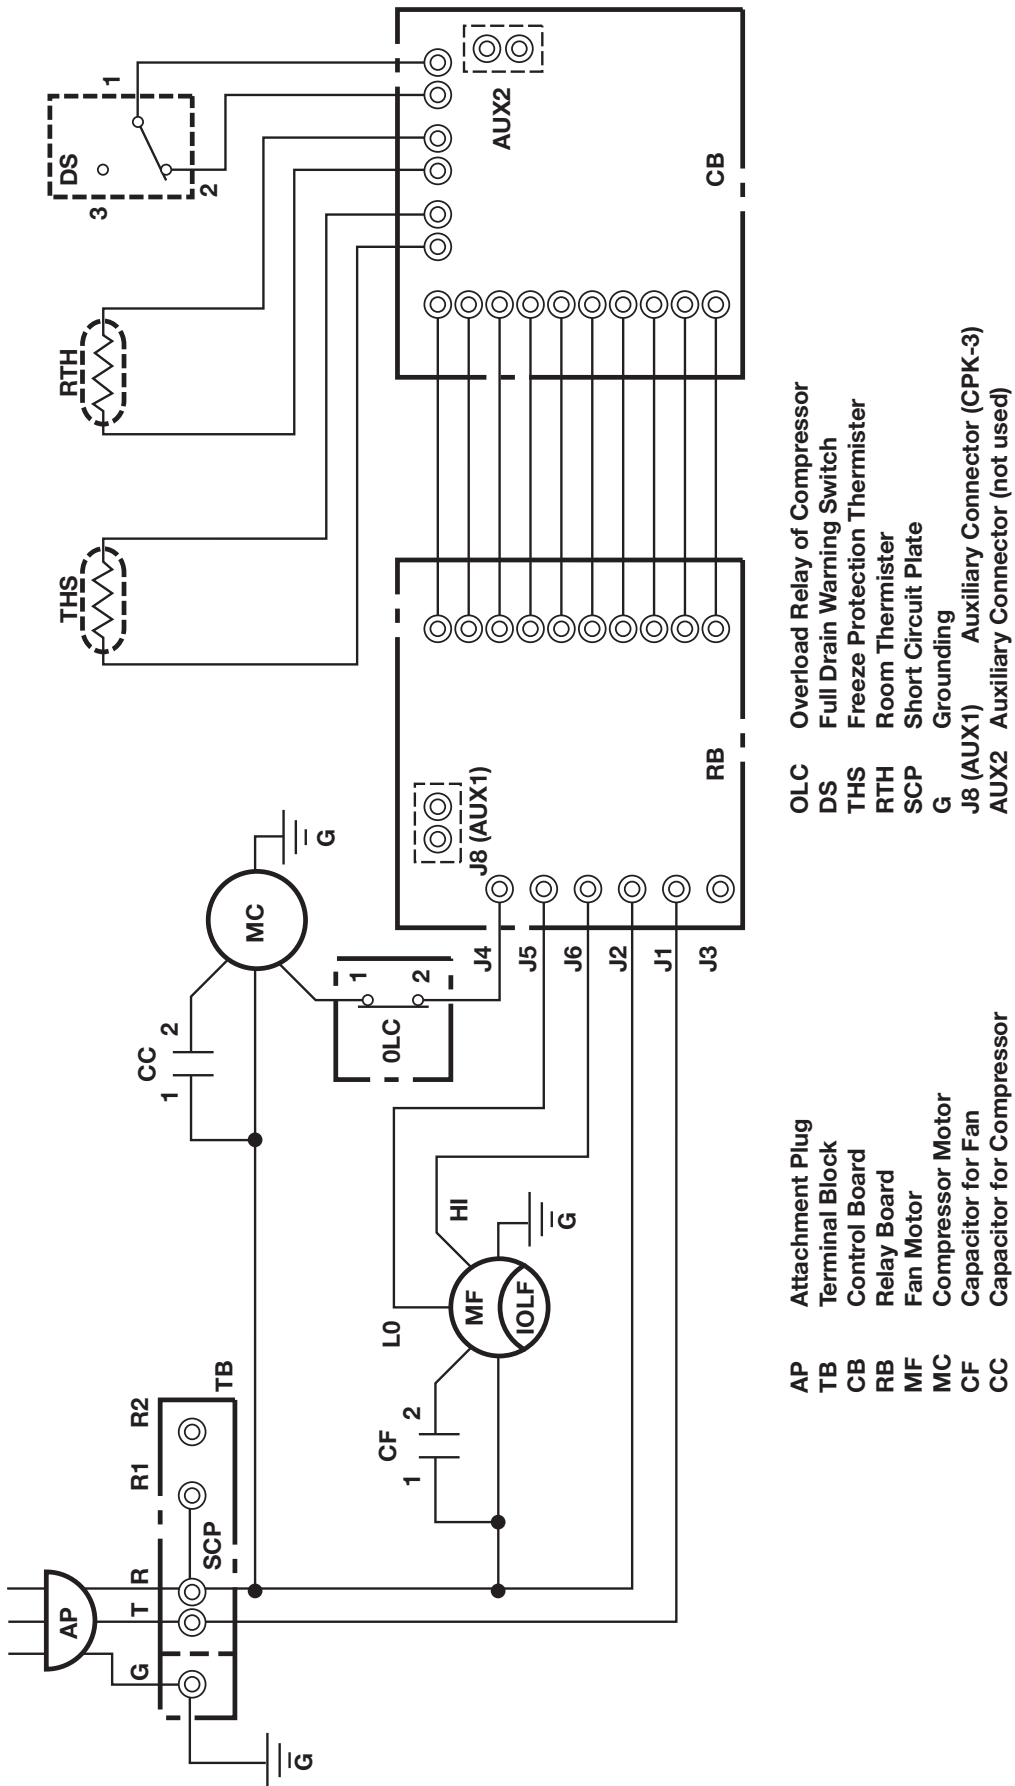 AP
THS
RTH
DS
3
1
2
G
T
R
R1
R2
SCP
TB
G
CC
1
2
MC
G
0LC
1
2
CF
1
2
L0
HI
MF
IOLF
G
J4
J5
J6
J2
J1
J3
J8 (AUX1)
RB
AUX2
CB
AP Attachment Plug
TB Terminal Block
CB Control Board
RB Relay Board
MF Fan Motor
MC Compressor Motor
CF Capacitor for Fan
CC Capacitor for Compressor
OLC Overload Relay of Compressor
DS Full Drain Warning Switch
THS Freeze Protection Thermister
RTH Room Thermister
SCP Short Circuit Plate
G Grounding
J8 (AUX1) Auxiliary Connector (CPK-3)
AUX2 Auxiliary Connector (not used)